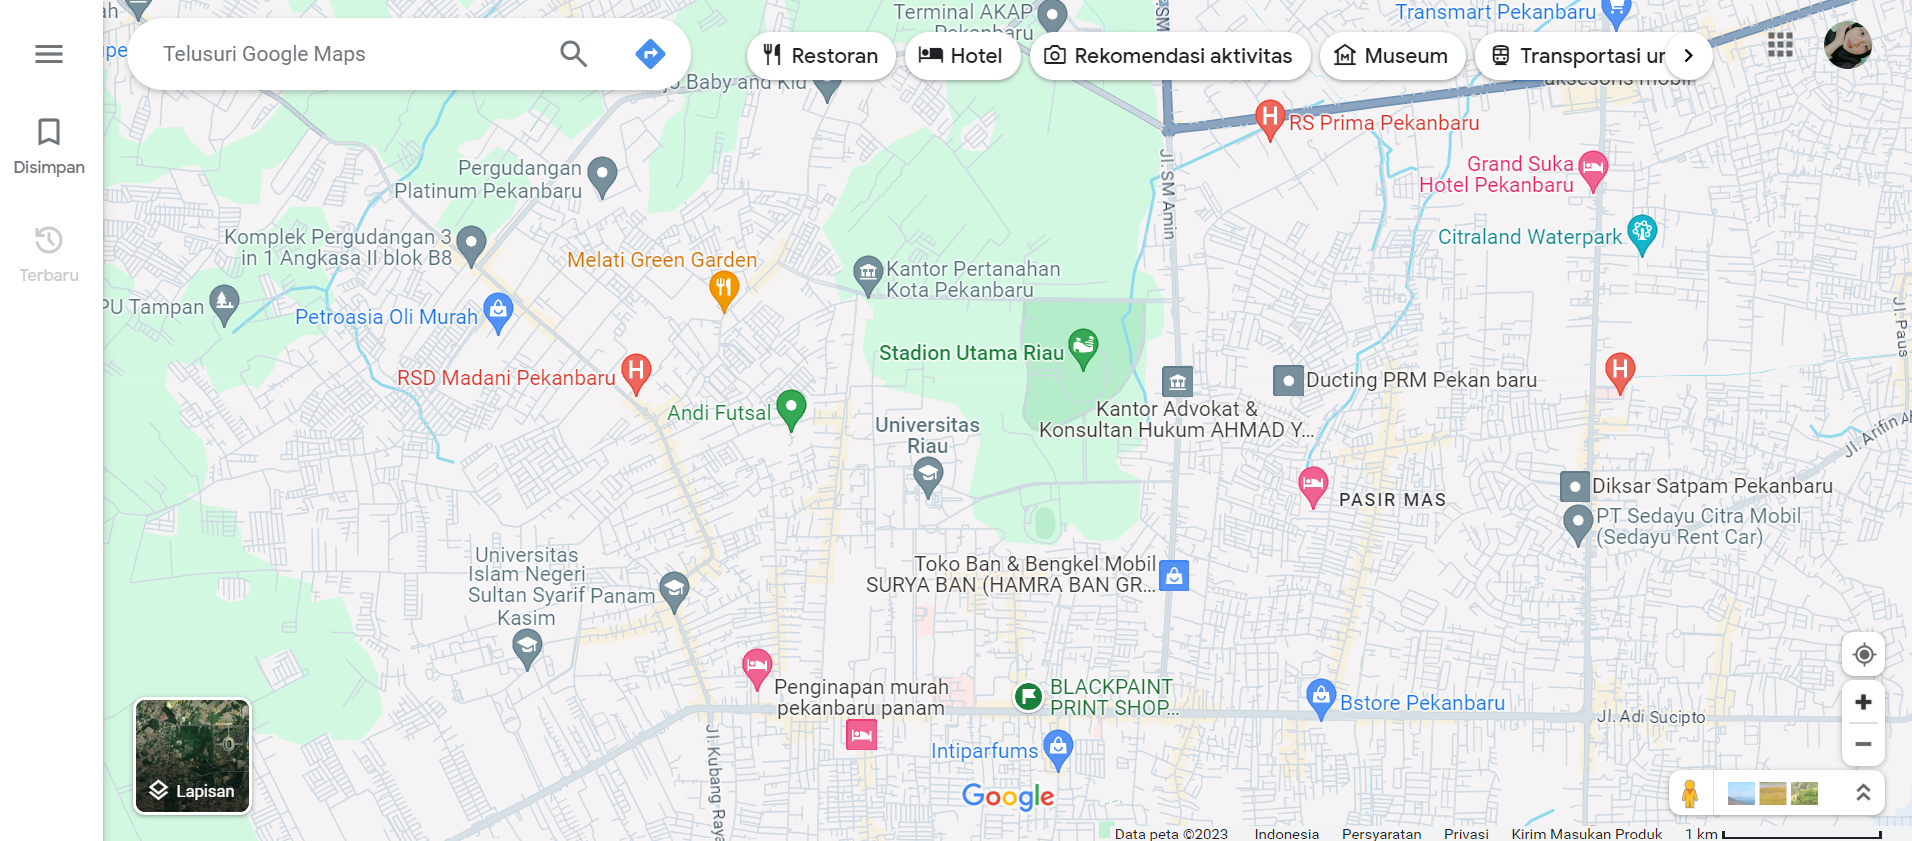 Telusuri Google Maps
Restoran
Hotel
Rekomendasi aktivitas
Museum
Transportasi ur
Disimpan
Terbaru
Terminal AKAP
Pekanbaru
Transmart Pekanbaru
Baby and Kid
RS Prima Pekanbaru
Jl. SM Amin
Pergudangan
Platinum Pekanbaru
Grand Suka
Hotel Pekanbaru
Komplek Pergudangan 3
in 1 Angkasa II blok B8
Citraland Waterpark
Melati Green Garden
Kantor Pertanahan
Kota Pekanbaru
PU Tampan
Petroasia Oli Murah
Jl. Paus
Stadion Utama Riau
RSD Madani Pekanbaru
Ducting PRM Pekan baru
Andi Futsal
Kantor Advokat &
Konsultan Hukum AHMAD Y...
Universitas
Riau
Jl. Arifin A
PASIR MAS
Diksar Satpam Pekanbaru
PT Sedayu Citra Mobil
(Sedayu Rent Car)
Universitas
Islam Negeri
Sultan Syarif
Kasim
Panam
Toko Ban & Bengkel Mobil
SURYA BAN (HAMRA BAN GR...
Penginapan murah
pekanbaru panam
BLACKPAINT
PRINT SHOP...
Bstore Pekanbaru
Jl. Adi Sucipto
Jl. Kubang Raya
Intiparfums
Lapisan
Google
Data peta ©2023
Indonesia
Persyaratan
Privasi
Kirim Masukan Produk
1 km